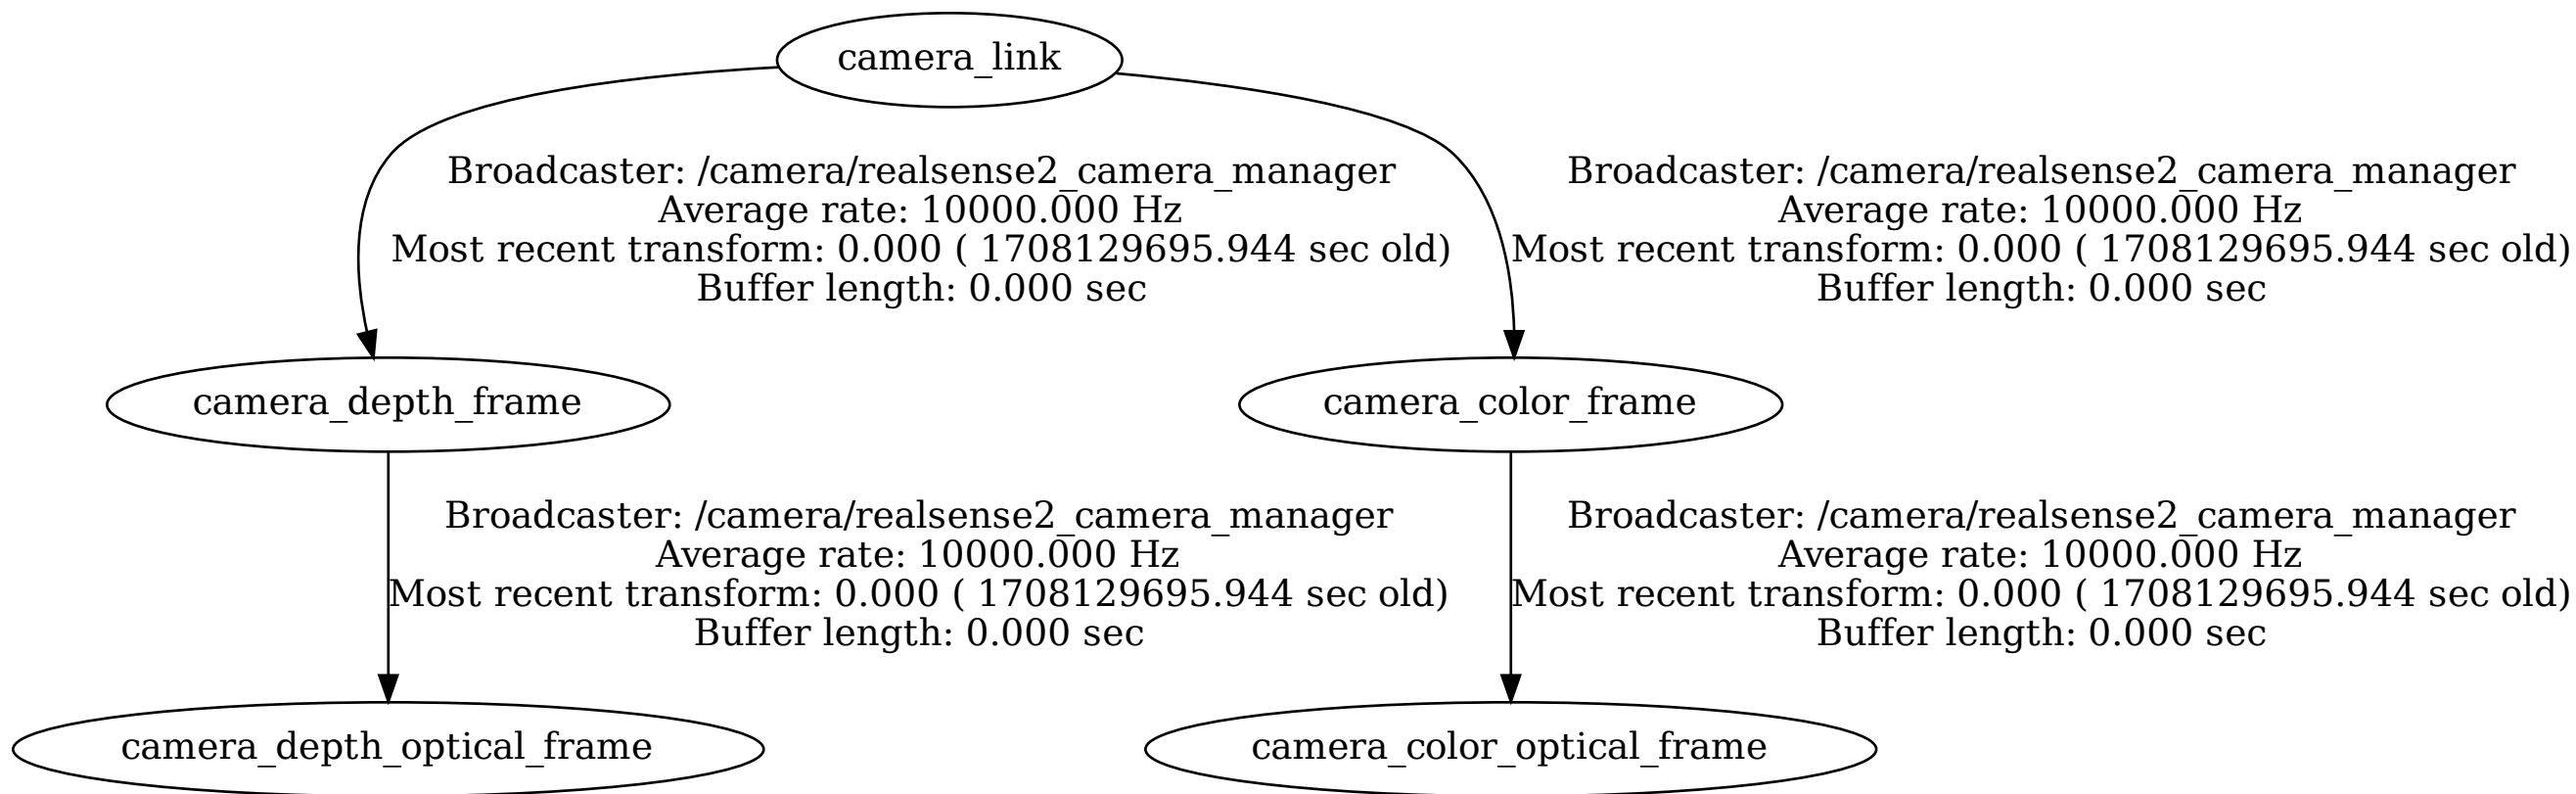 camera_link
Broadcaster: /camera/realsense2_camera_manager
Average rate: 10000.000 Hz
Most recent transform: 0.000 ( 1708129695.944 sec old)
Buffer length: 0.000 sec
Broadcaster: /camera/realsense2_camera_manager
Average rate: 10000.000 Hz
Most recent transform: 0.000 ( 1708129695.944 sec old)
Buffer length: 0.000 sec
camera_depth_frame
camera_color_frame
Broadcaster: /camera/realsense2_camera_manager
Average rate: 10000.000 Hz
Most recent transform: 0.000 ( 1708129695.944 sec old)
Buffer length: 0.000 sec
Broadcaster: /camera/realsense2_camera_manager
Average rate: 10000.000 Hz
Most recent transform: 0.000 ( 1708129695.944 sec old)
Buffer length: 0.000 sec
camera_depth_optical_frame
camera_color_optical_frame